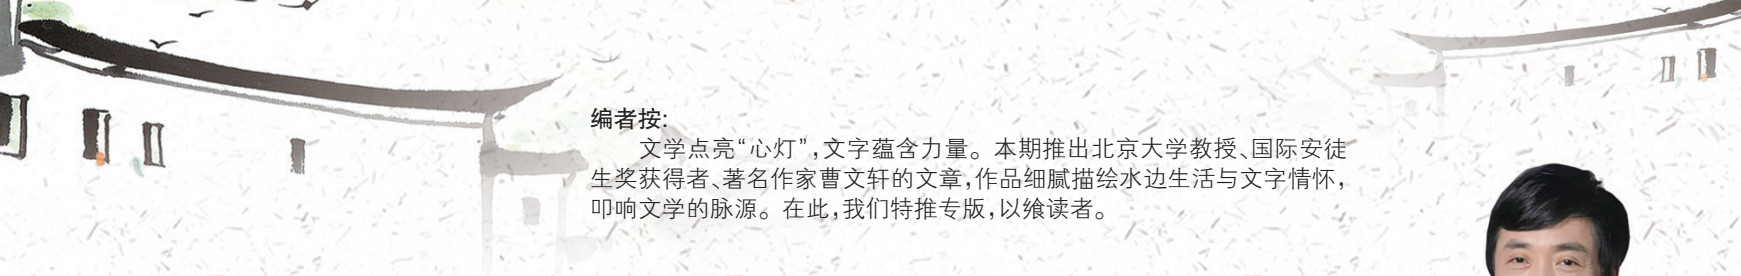 编者按:
文学点亮“心灯”,文字蕴含力量。本期推出北京大学教授、国际安徒
生奖获得者、著名作家曹文轩的文章,作品细腻描绘水边生活与文字情怀,
叩响文学的脉源。在此,我们特推专版,以飨读者。